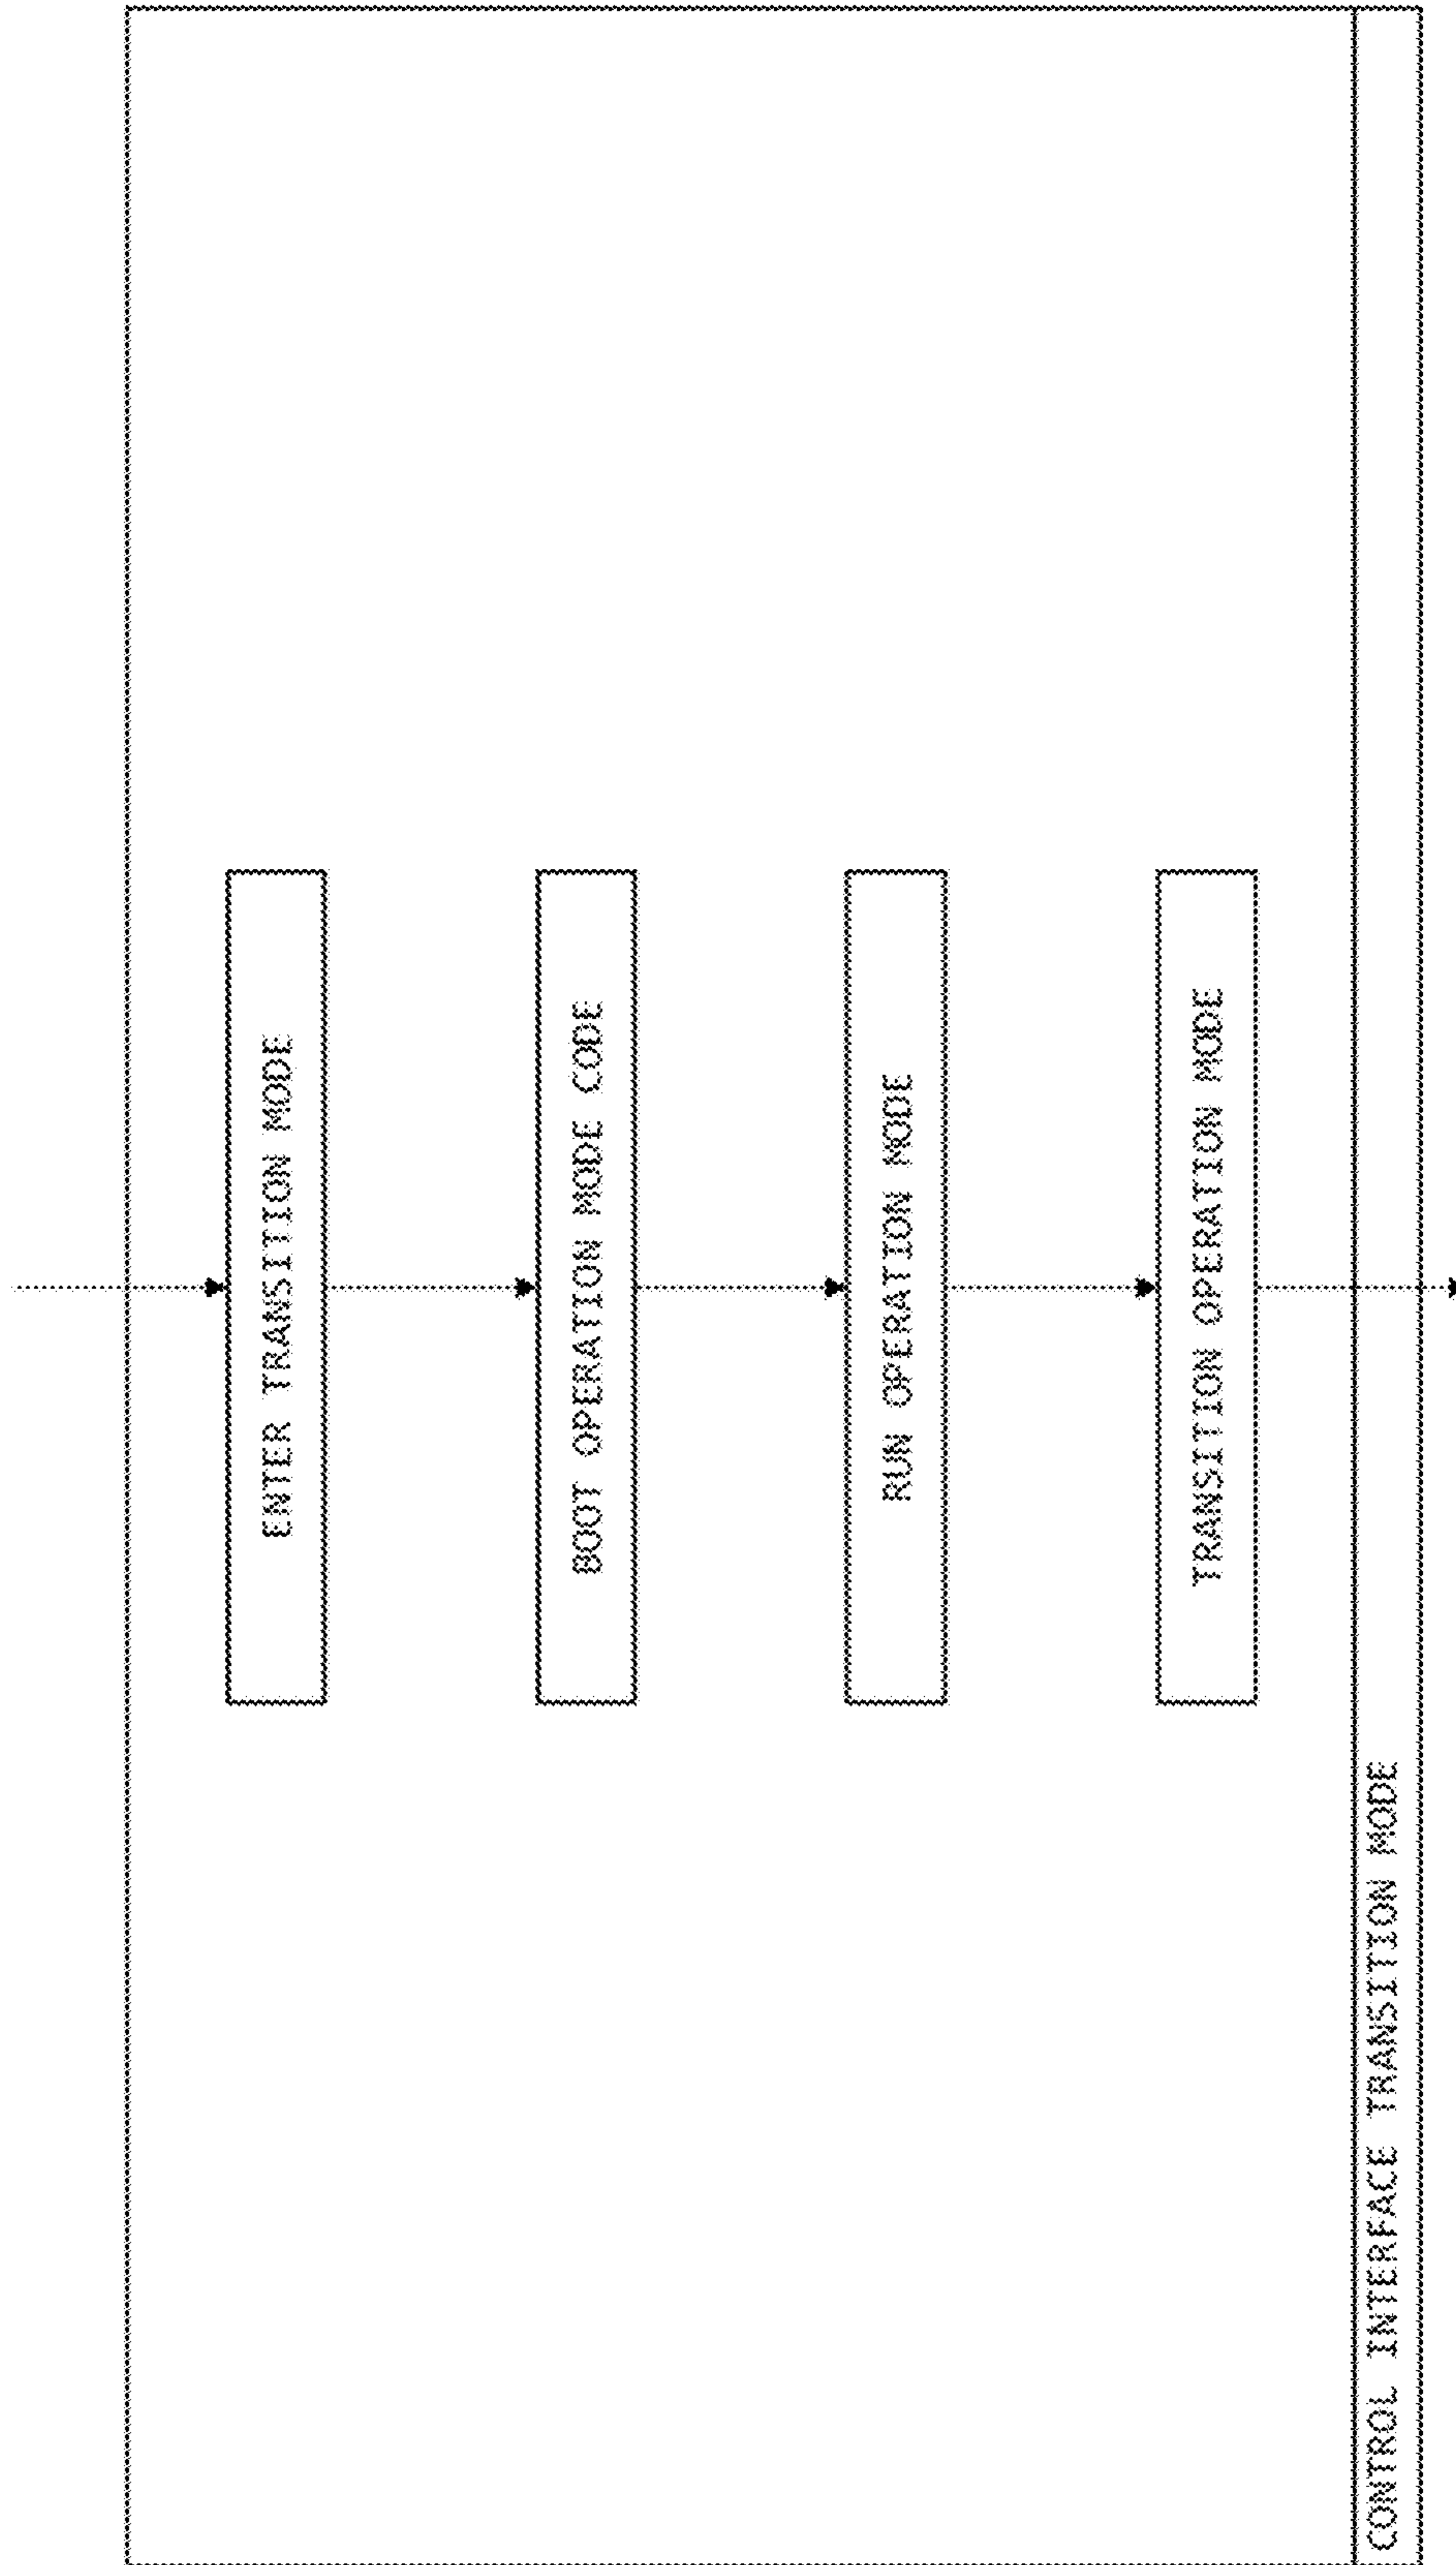 ENTER TRANSITION MODE
BOOT OPERATION MODE CODE
RUN OPERATION MODE
TRANSITION OPERATION MODE
CONTROL INTERFACE TRANSITION MODE